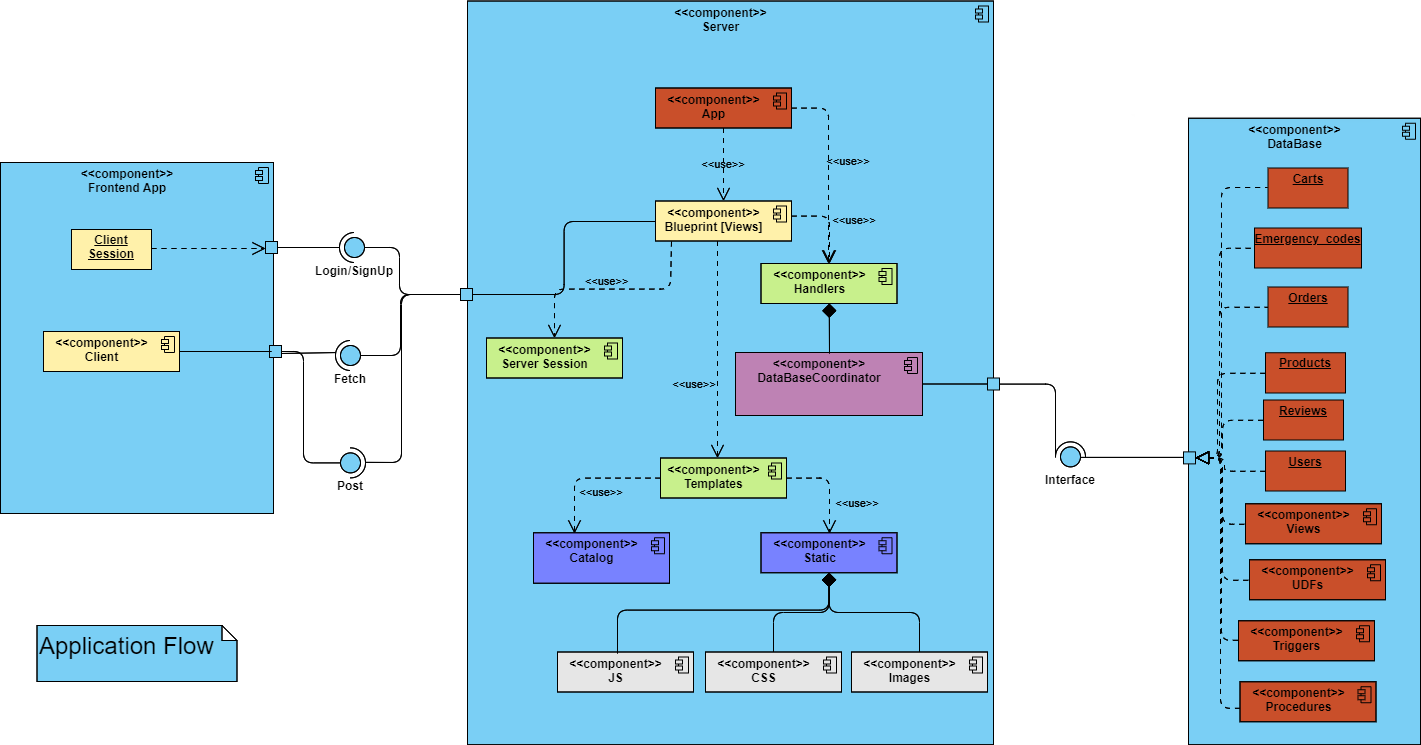 <<component>>
Server
<<component>>
App
<<use>>
<<use>>
<<component>>
Blueprint [Views]
<<use>>
<<use>>
<<component>>
Handlers
<<component>>
Server Session
<<component>>
DataBaseCoordinator
<<use>>
<<component>>
Templates
<<use>>
<<use>>
<<component>>
Catalog
<<component>>
Static
<<component>>
JS
<<component>>
CSS
<<component>>
Images
<<component>>
Frontend App
Client
Session
<<component>>
Client
Login/SignUp
Fetch
Post
Interface
<<component>>
DataBase
Carts
Emergency_codes
Orders
Products
Reviews
Users
<<component>>
Views
<<component>>
UDFs
<<component>>
Triggers
<<component>>
Procedures
Application Flow